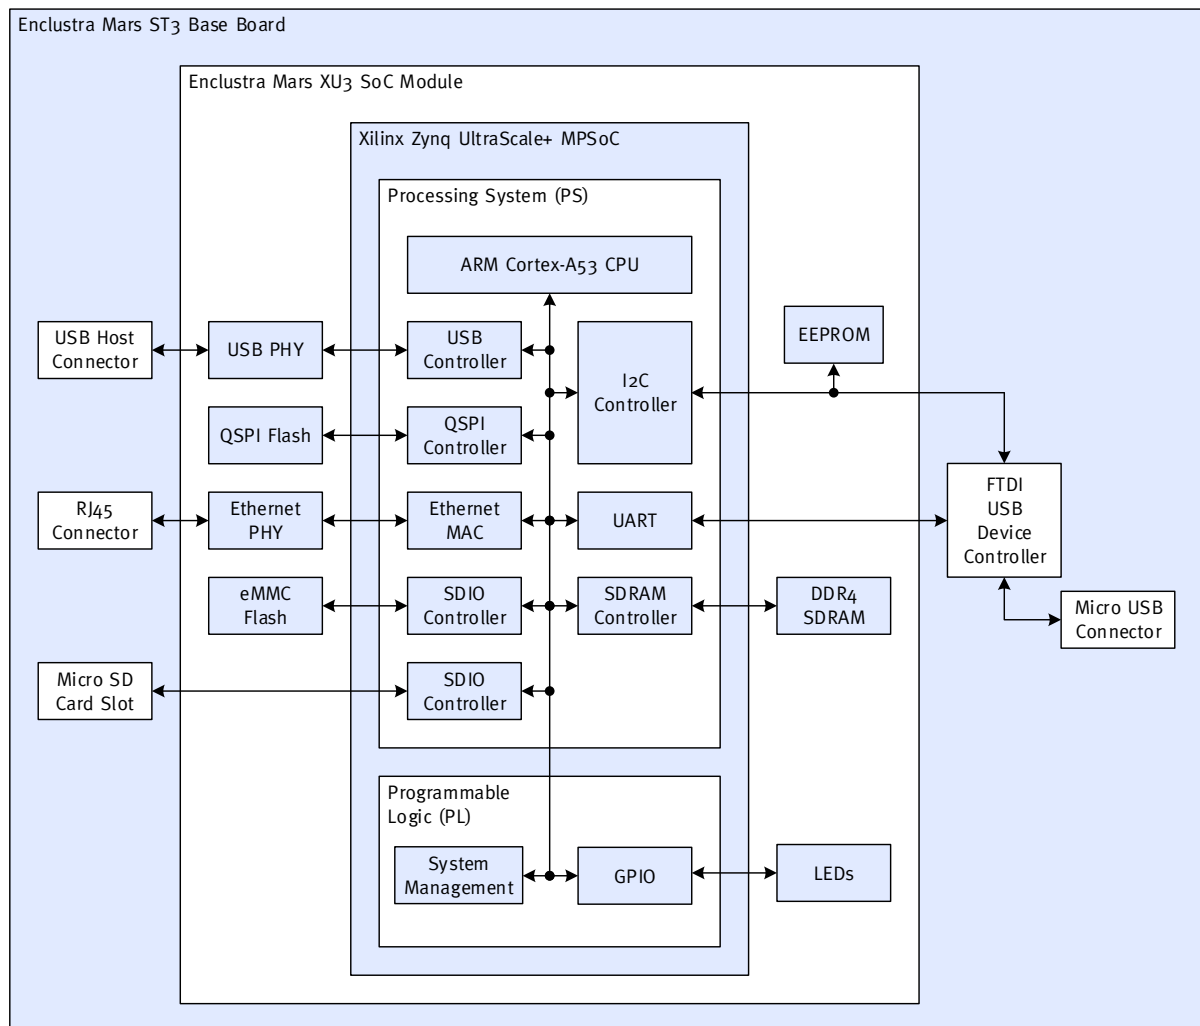 Enclustra Mars ST3 Base Board
Enclustra Mars XU3 SoC Module
Xilinx Zynq UltraScale+ MPSoC
Processing System (PS)
ARM Cortex-A53 CPU
USB Host
Connector
USB PHY
USB
Controller
I2C
Controller
EEPROM
QSPI Flash
QSPI
Controller
RJ45
Connector
Ethernet
PHY
Ethernet
MAC
UART
FTDI
USB
Device
Controller
eMMC
Flash
SDIO
Controller
SDRAM
Controller
DDR4
SDRAM
Micro USB
Connector
Micro SD
Card Slot
SDIO
Controller
Programmable
Logic (PL)
System
Management
GPIO
LEDs